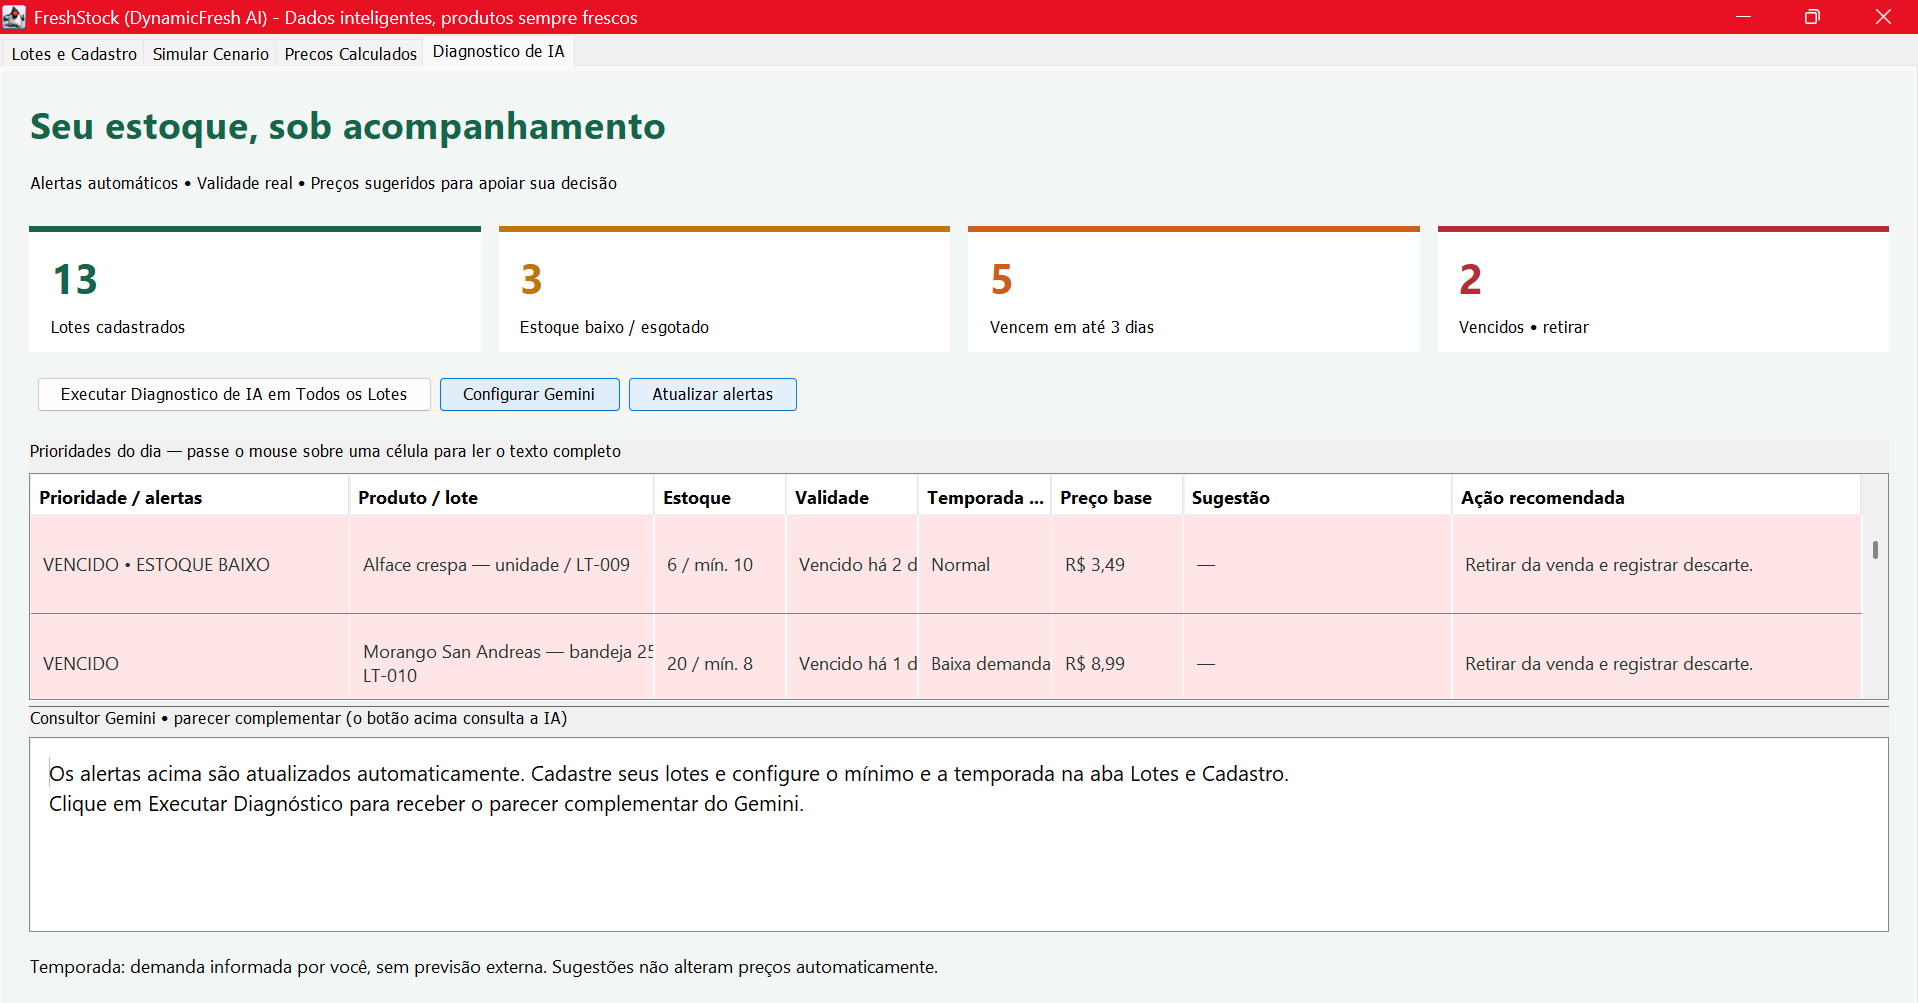 FreshStock (DynamicFresh AI) - Dados inteligentes, produtos sempre frescos
Lotes e Cadastro
Simular Cenario
Precos Calculados
Diagnostico de IA
Seu estoque, sob acompanhamento
Alertas automáticos • Validade real • Preços sugeridos para apoiar sua decisão
13
Lotes cadastrados
3
Estoque baixo / esgotado
5
Vencem em até 3 dias
2
Vencidos • retirar
Executar Diagnostico de IA em Todos os Lotes
Configurar Gemini
Atualizar alertas
Prioridades do dia — passe o mouse sobre uma célula para ler o texto completo
Prioridade / alertas
Produto / lote
Estoque
Validade
Temporada ...
Preço base
Sugestão
Ação recomendada
VENCIDO • ESTOQUE BAIXO
Alface crespa — unidade / LT-009
6 / mín. 10
Vencido há 2 d
Normal
R$ 3,49
—
Retirar da venda e registrar descarte.
VENCIDO
Morango San Andreas — bandeja 25
LT-010
20 / mín. 8
Vencido há 1 d
Baixa demanda
R$ 8,99
—
Retirar da venda e registrar descarte.
Consultor Gemini • parecer complementar (o botão acima consulta a IA)
Os alertas acima são atualizados automaticamente. Cadastre seus lotes e configure o mínimo e a temporada na aba Lotes e Cadastro.
Clique em Executar Diagnóstico para receber o parecer complementar do Gemini.
Temporada: demanda informada por você, sem previsão externa. Sugestões não alteram preços automaticamente.